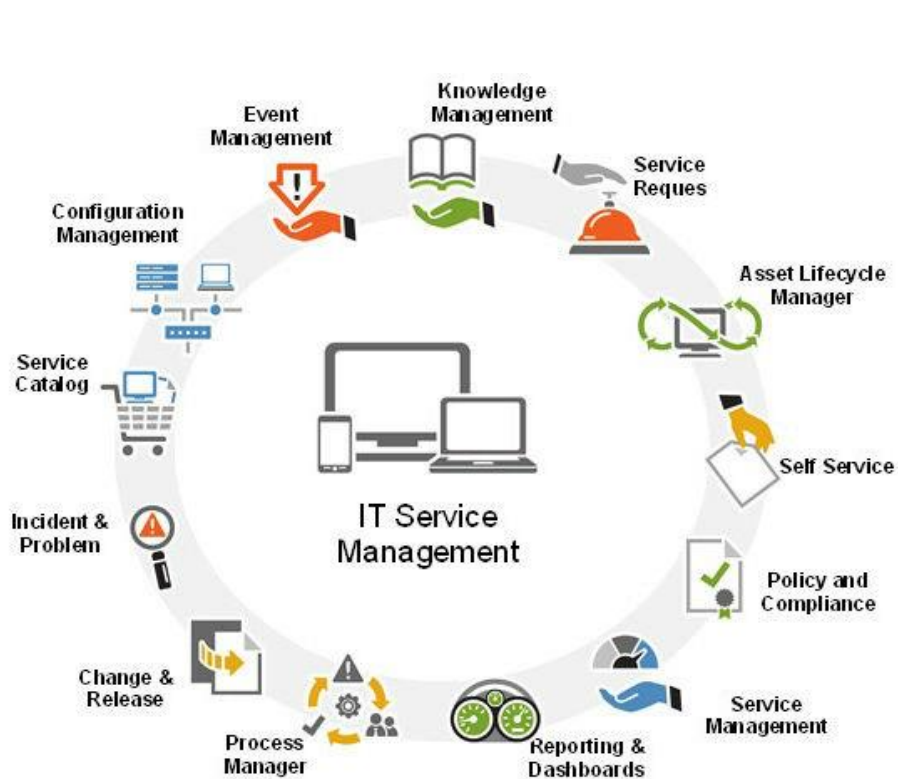 Knowledge
Management
Event
Management
Service
Reques
Configuration
Management
Asset Lifecycle
Manager
Service
Catalog
Self Service
IT Service
Management
Incident &
Problem
Policy and
Compliance
Change &
Release
Service
Management
Process
Manager
Reporting &
Dashboards